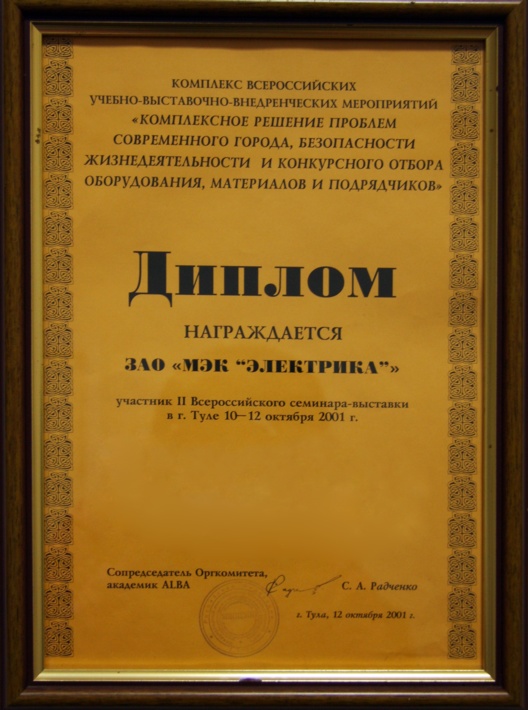 КОМПЛЕКС ВСЕРОССИЙСКИХ
УЧЕБНО-ВЫСТАВОЧНО-ВНЕДРЕНЧЕСКИХ МЕРОПРИЯТИЙ
«КОМПЛЕКСНОЕ РЕШЕНИЕ ПРОБЛЕМ
СОВРЕМЕННОГО ГОРОДА, БЕЗОПАСНОСТИ
ЖИЗНЕДЕЯТЕЛЬНОСТИ И КОНКУРСНОГО ОТБОРА
ОБОРУДОВАНИЯ, МАТЕРИАЛОВ И ПОДРЯДЧИКОВ»
ДИПЛОМ
НАГРАЖДАЕТСЯ
ЗАО «МЭК “ЭЛЕКТРИКА”»
участник II Всероссийского семинара-выставки
в г. Туле 10—12 октября 2001 г.
Сопредседатель Оргкомитета,
академик ALBA С. А. Радченко
г. Тула, 12 октября 2001 г.